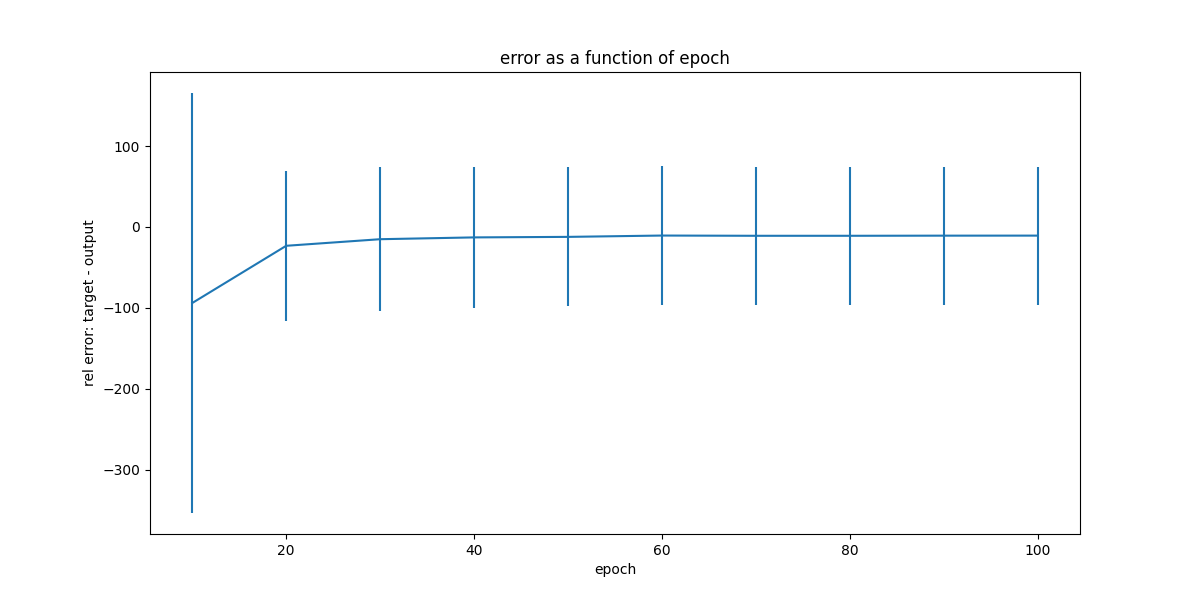 error as a function of epoch
rel error: target - output
100
0
−100
−200
−300
20 40 60 80 100
epoch